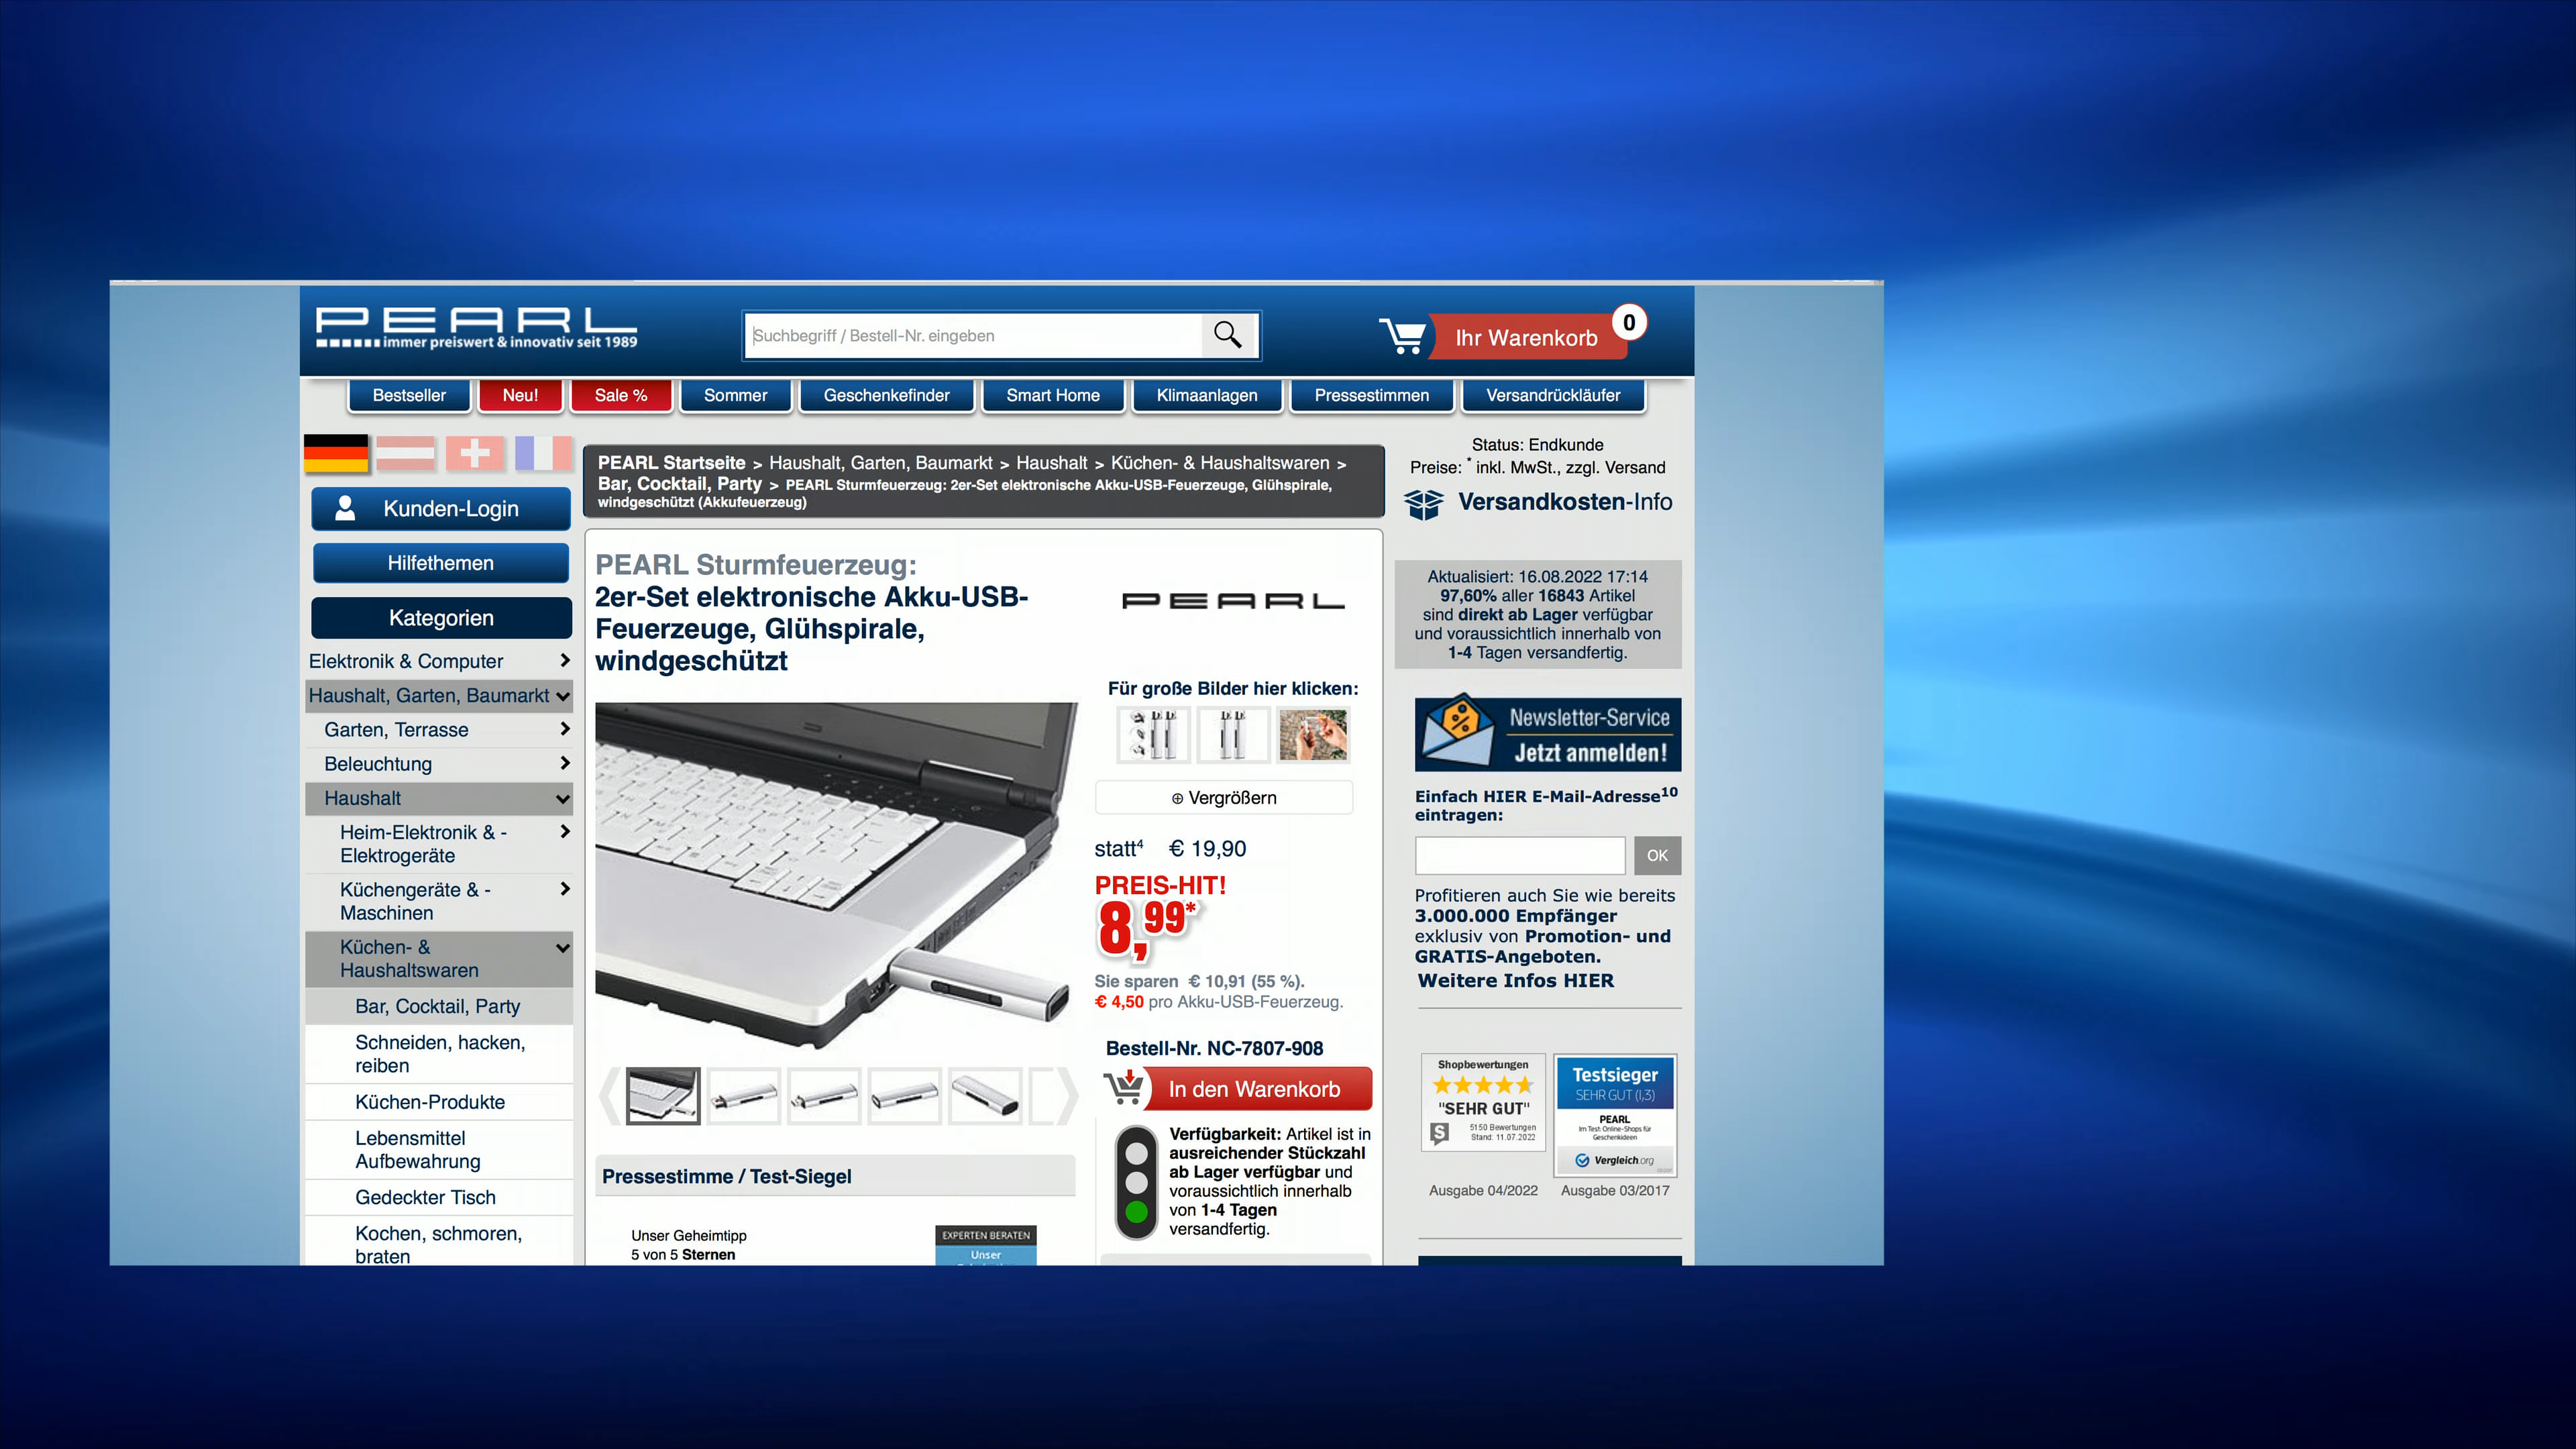 PEARL
immer preiswert & innovativ seit 1989
Suchbegriff / Bestell-Nr. eingeben
Ihr Warenkorb
0
Bestseller
Neu!
Sale %
Sommer
Geschenkefinder
Smart Home
Klimaanlagen
Pressestimmen
Versandrückläufer
Kunden-Login
Hilfethemen
Kategorien
Elektronik & Computer
Haushalt, Garten, Baumarkt
Garten, Terrasse
Beleuchtung
Haushalt
Heim-Elektronik & -
Elektrogeräte
Küchengeräte & -
Maschinen
Küchen- &
Haushaltswaren
Bar, Cocktail, Party
Schneiden, hacken,
reiben
Küchen-Produkte
Lebensmittel
Aufbewahrung
Gedeckter Tisch
Kochen, schmoren,
braten
PEARL Startseite > Haushalt, Garten, Baumarkt > Haushalt > Küchen- & Haushaltswaren >
Bar, Cocktail, Party > PEARL Sturmfeuerzeug: 2er-Set elektronische Akku-USB-Feuerzeuge, Glühspirale,
windgeschützt (Akkufeuerzeug)
PEARL Sturmfeuerzeug:
2er-Set elektronische Akku-USB-
Feuerzeuge, Glühspirale,
windgeschützt
PEARL
Für große Bilder hier klicken:
⊕ Vergrößern
statt⁴ € 19,90
PREIS-HIT!
8,99*
Sie sparen € 10,91 (55 %).
€ 4,50 pro Akku-USB-Feuerzeug.
Bestell-Nr. NC-7807-908
In den Warenkorb
Verfügbarkeit: Artikel ist in
ausreichender Stückzahl
ab Lager verfügbar und
voraussichtlich innerhalb
von 1-4 Tagen
versandfertig.
Pressestimme / Test-Siegel
Unser Geheimtipp
5 von 5 Sternen
EXPERTEN BERATEN
Unser
Status: Endkunde
Preise: * inkl. MwSt., zzgl. Versand
Versandkosten-Info
Aktualisiert: 16.08.2022 17:14
97,60% aller 16843 Artikel
sind direkt ab Lager verfügbar
und voraussichtlich innerhalb von
1-4 Tagen versandfertig.
%
Newsletter-Service
Jetzt anmelden!
Einfach HIER E-Mail-Adresse¹⁰
eintragen:
OK
Profitieren auch Sie wie bereits
3.000.000 Empfänger
exklusiv von Promotion- und
GRATIS-Angeboten.
Weitere Infos HIER
Shopbewertungen
"SEHR GUT"
S
5150 Bewertungen
Stand: 11.07.2022
Ausgabe 04/2022
Testsieger
SEHR GUT (1,3)
PEARL
Im Test: Online-Shops für
Geschenkideen
Vergleich.org
Ausgabe 03/2017